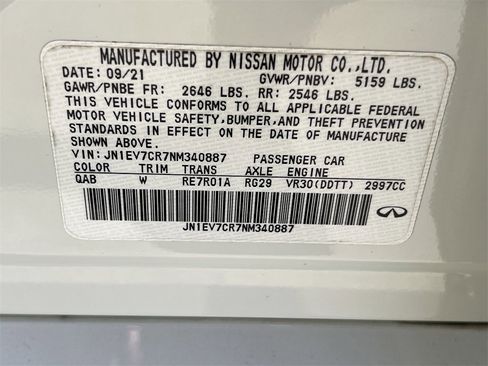 MANUFACTURED BY NISSAN MOTOR CO.,LTD.
DATE: 09/21 GVWR/PNBV: 5159 LBS.
GAWR/PNBE FR: 2646 LBS. RR: 2546 LBS.
THIS VEHICLE CONFORMS TO ALL APPLICABLE FEDERAL
MOTOR VEHICLE SAFETY,BUMPER,AND THEFT PREVENTION
STANDARDS IN EFFECT ON THE DATE OF MANUFACTURE
SHOWN ABOVE.
VIN: JN1EV7CR7NM340887 PASSENGER CAR
COLOR TRIM TRANS AXLE ENGINE
QAB W RE7R01A RG29 VR30(DDTT) 2997CC
JN1EV7CR7NM340887